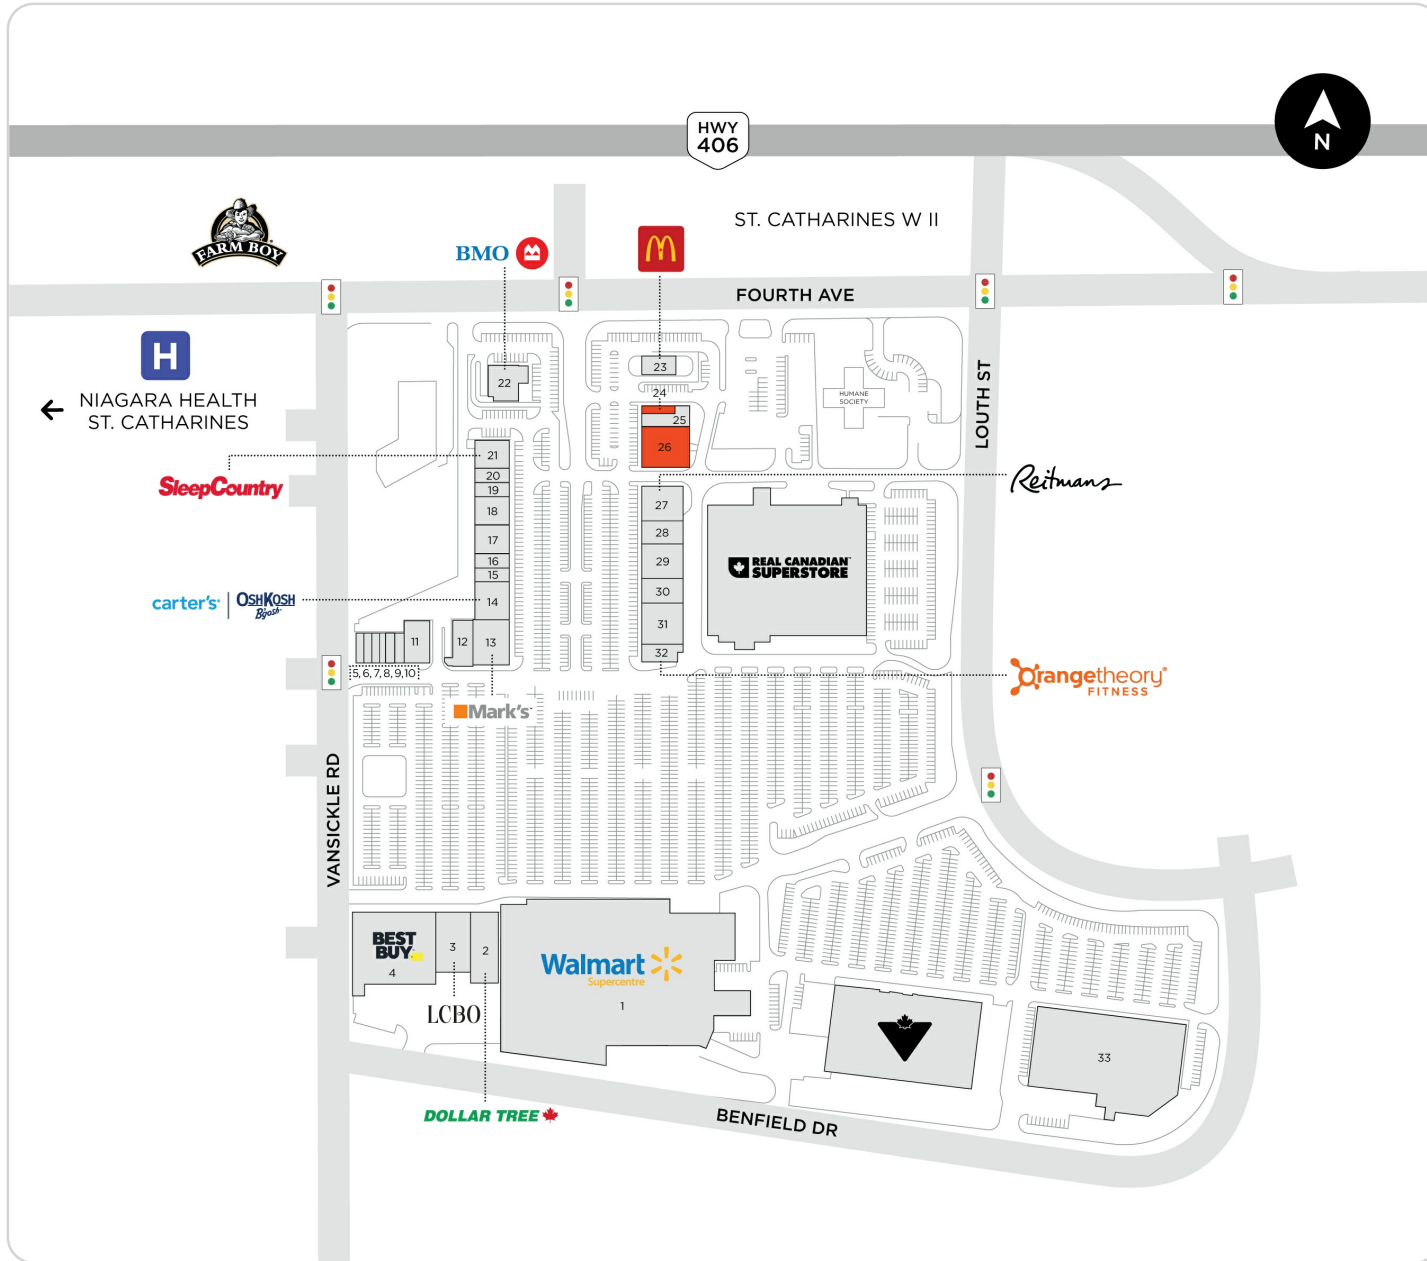 HWY
406
N
ST. CATHARINES W II
FARM BOY
BMO
FOURTH AVE
H
NIAGARA HEALTH
ST. CATHARINES
LOUTH ST
HUMANE
SOCIETY
22
23
24
25
26
SleepCountry
21
20
19
18
17
16
15
14
13
12
11
5, 6, 7, 8, 9, 10
carter's
OSHKOSH
B'gosh
Mark's
27
28
29
30
31
32
Reitmans
REAL CANADIAN
SUPERSTORE
orangetheory
FITNESS
VANSICKLE RD
BEST
BUY
4
3
2
LCBO
Walmart
Supercentre
1
33
DOLLAR TREE
BENFIELD DR